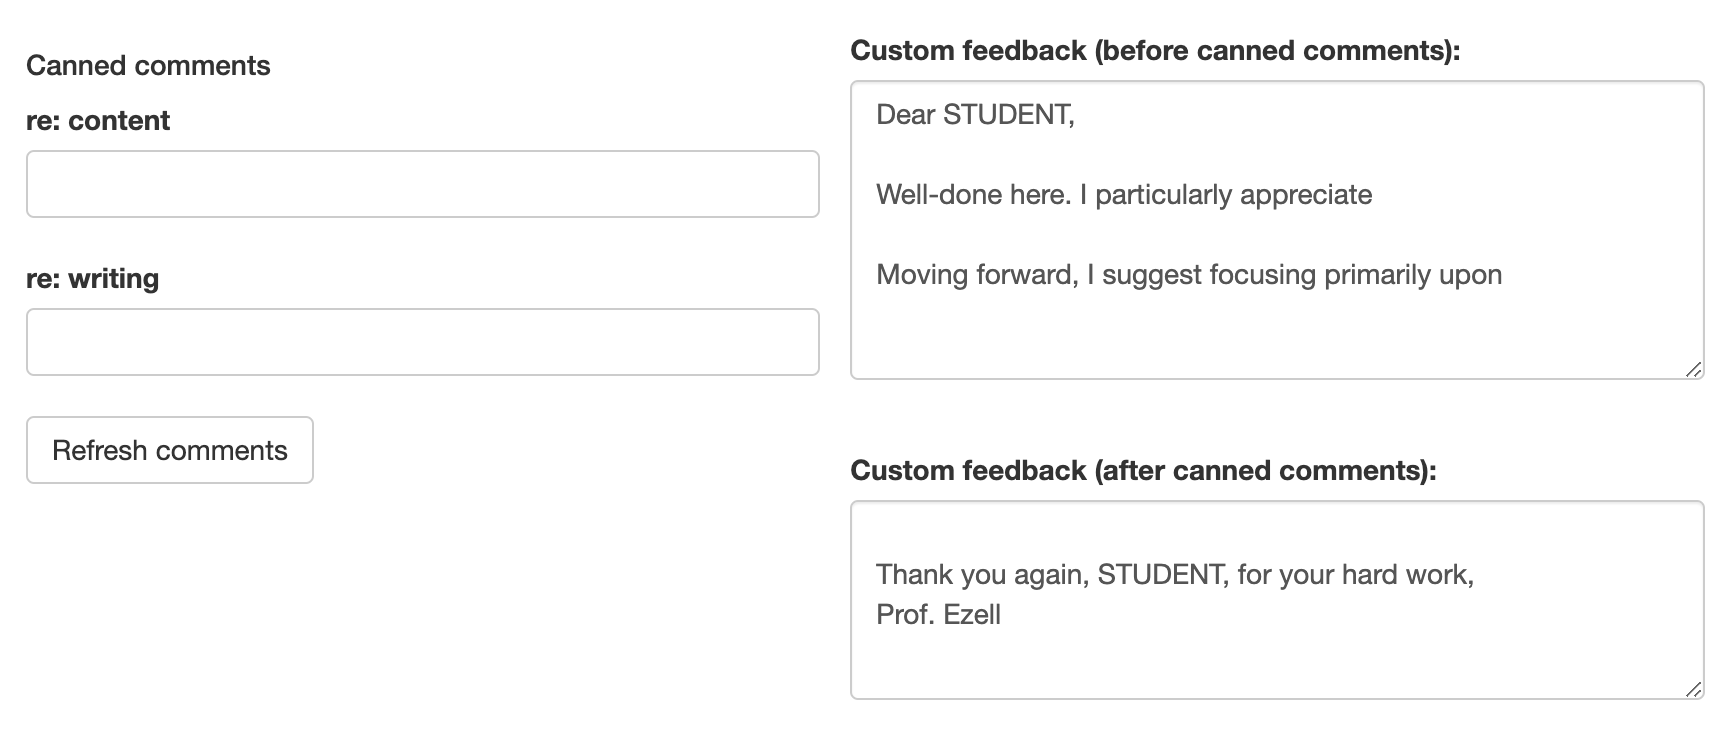 Canned comments
re: content
re: writing
Refresh comments
Custom feedback (before canned comments):
Dear STUDENT,
Well-done here. I particularly appreciate
Moving forward, I suggest focusing primarily upon
Custom feedback (after canned comments):
Thank you again, STUDENT, for your hard work,
Prof. Ezell